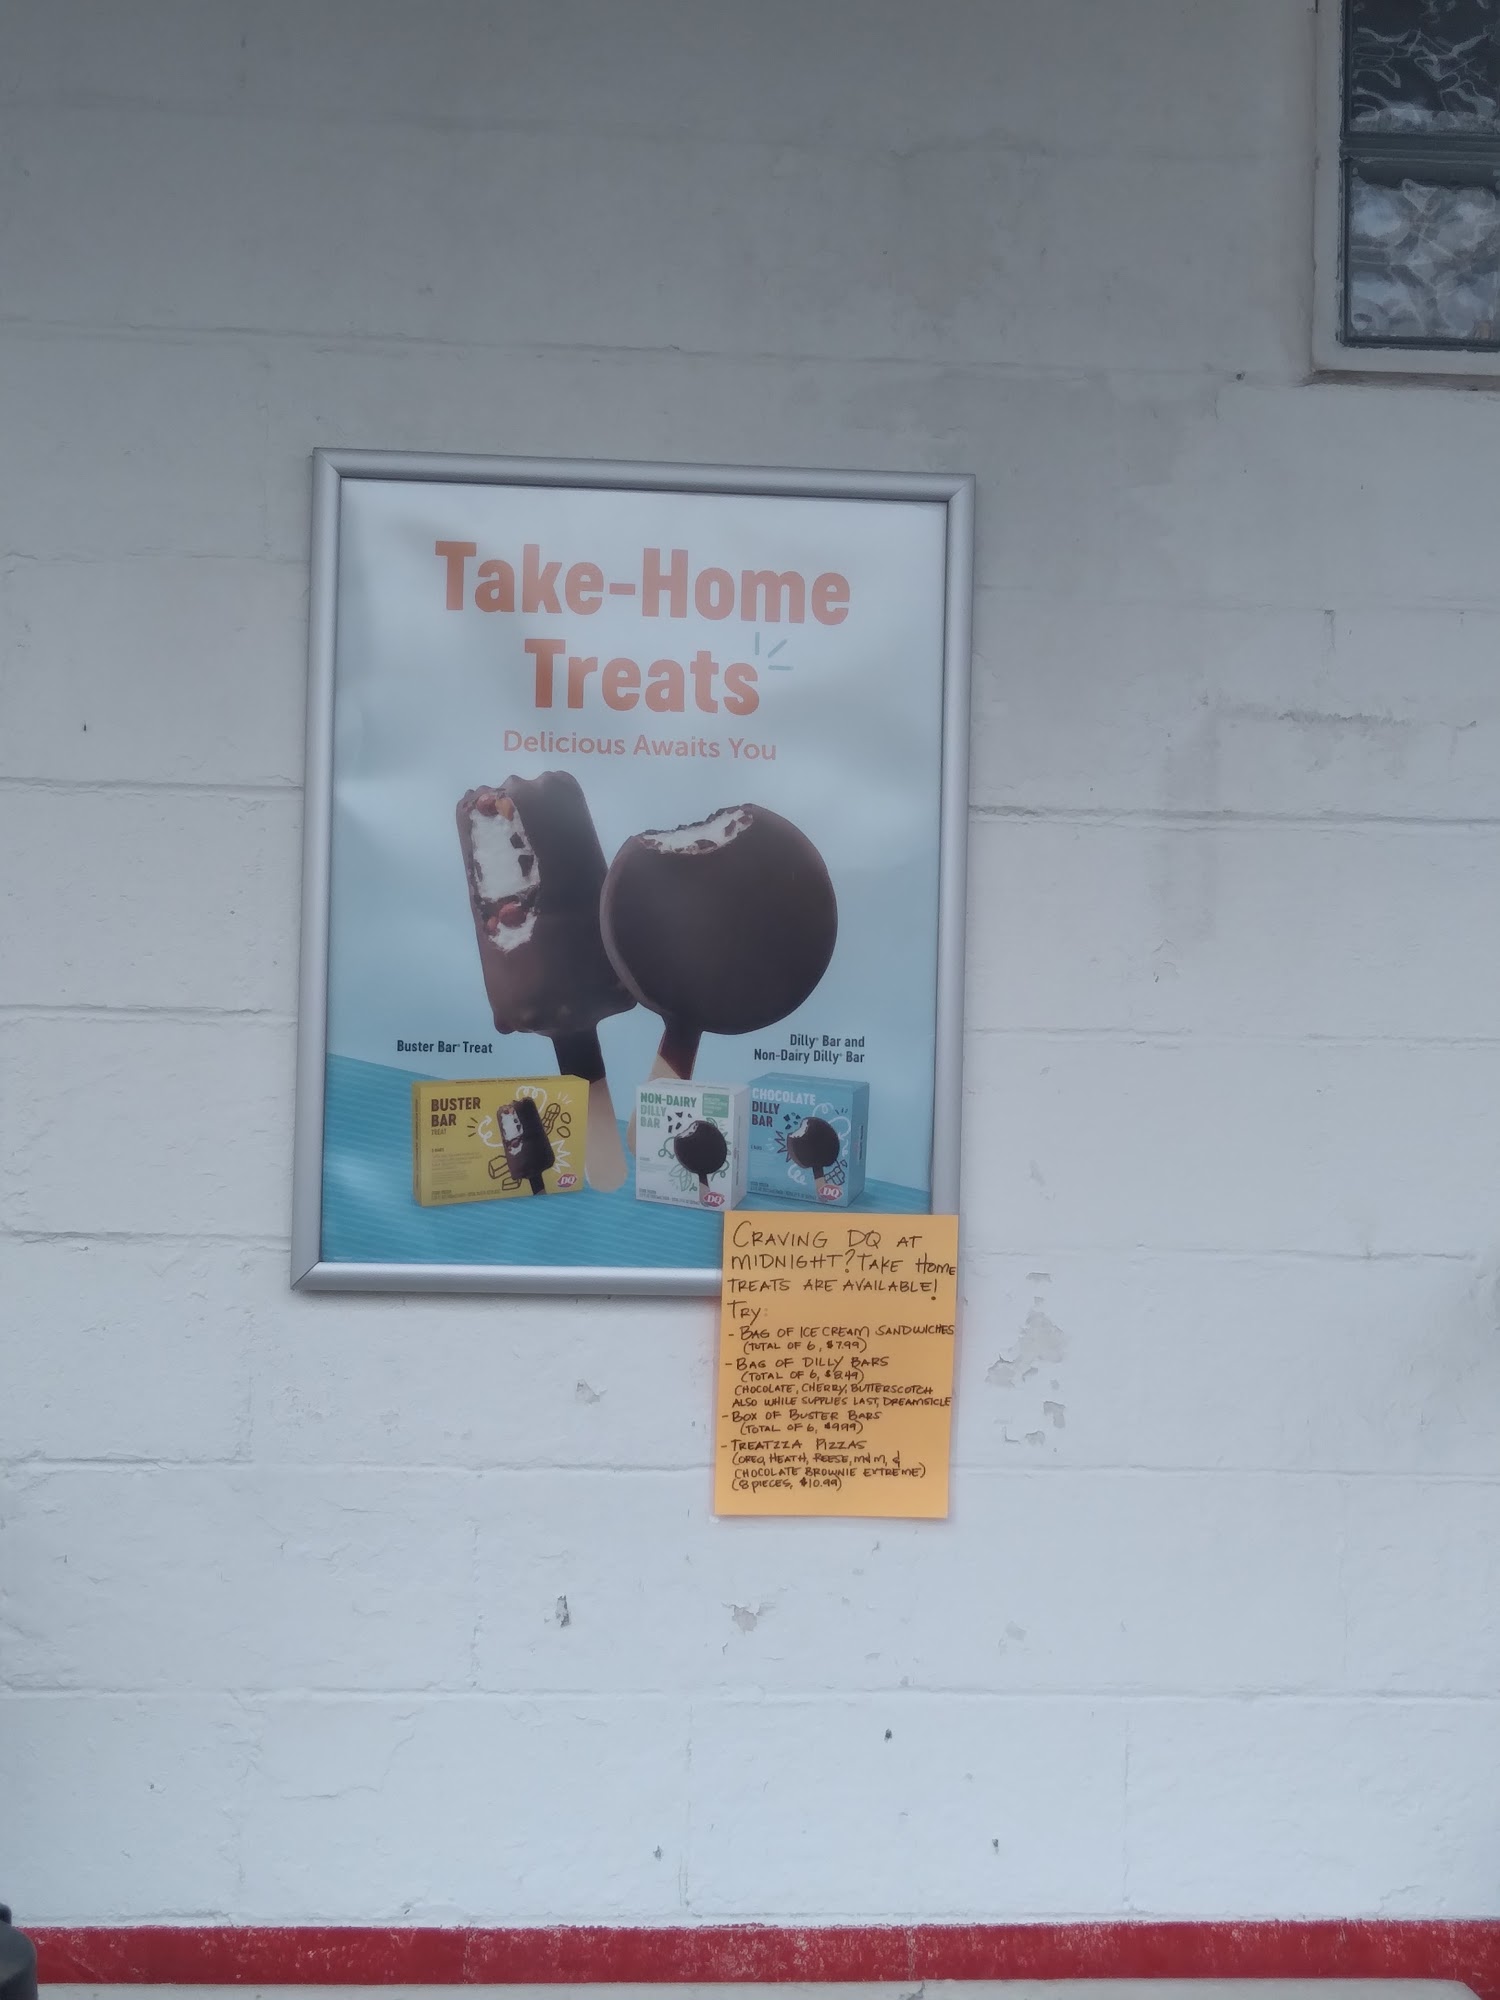 Take-Home
Treats
Delicious Awaits You
Buster Bar® Treat
Dilly® Bar and
Non-Dairy Dilly® Bar
BUSTER
BAR
TREAT
DQ
NON-DAIRY
DILLY
BAR
DQ
CHOCOLATE
DILLY
BAR
DQ
CRAVING DQ AT
MIDNIGHT? TAKE HOME
TREATS ARE AVAILABLE!
TRY:
- BAG OF ICE CREAM SANDWICHES
(TOTAL OF 6, $7.99)
- BAG OF DILLY BARS
(TOTAL OF 6, $8.49)
CHOCOLATE, CHERRY, BUTTERSCOTCH
ALSO WHILE SUPPLIES LAST, DREAMSICLE
- BOX OF BUSTER BARS
(TOTAL OF 6, $9.99)
- TREATZZA PIZZAS
(OREO, HEATH, REESE, M&M, &
CHOCOLATE BROWNIE EXTREME)
(8 PIECES, $10.99)